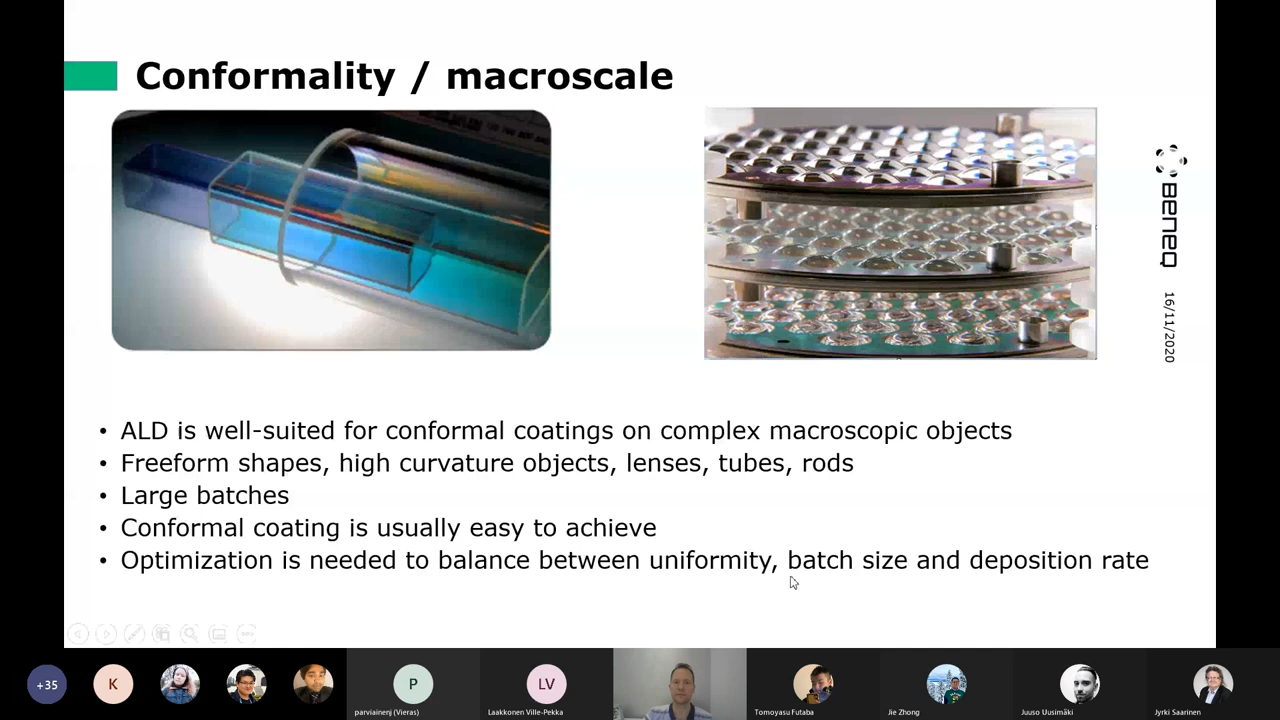 Conformality / macroscale
BENEQ
16/11/2020
• ALD is well-suited for conformal coatings on complex macroscopic objects
• Freeform shapes, high curvature objects, lenses, tubes, rods
• Large batches
• Conformal coating is usually easy to achieve
• Optimization is needed to balance between uniformity, batch size and deposition rate
+35
K
P
LV
parviainenj (Vieras)
Laakkonen Ville-Pekka
Tomoyasu Futaba
Jie Zhong
Juuso Uusimäki
Jyrki Saarinen